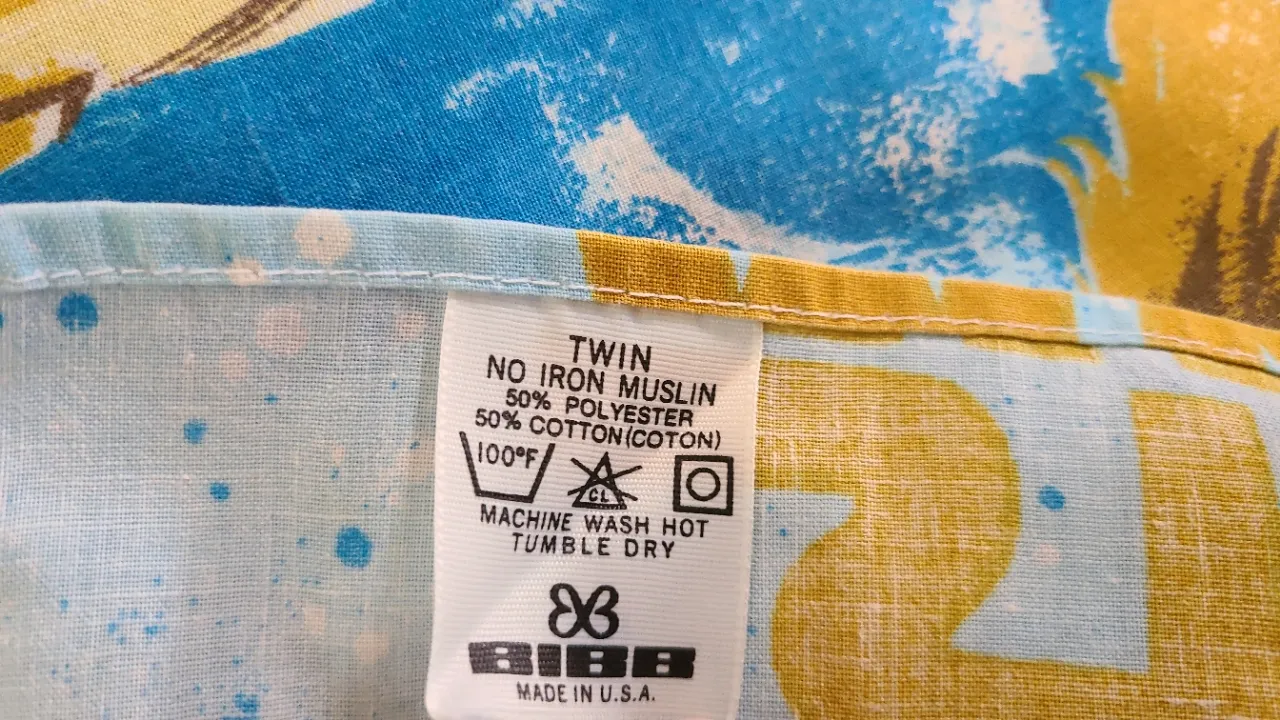 TWIN
NO IRON MUSLIN
50% POLYESTER
50% COTTON(COTON)
100°F
CL
MACHINE WASH HOT
TUMBLE DRY
BIBB
MADE IN U.S.A.